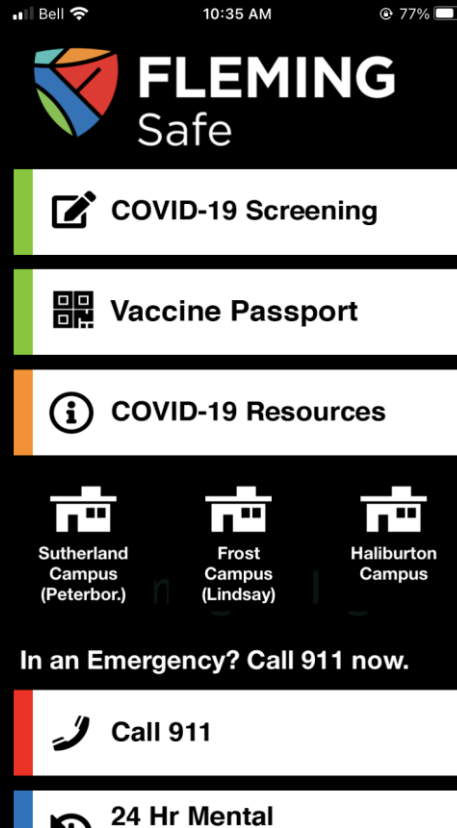 Bell 10:35 AM 77%
FLEMING
Safe
COVID-19 Screening
Vaccine Passport
COVID-19 Resources
Sutherland
Campus
(Peterbor.)
Frost
Campus
(Lindsay)
Haliburton
Campus
In an Emergency? Call 911 now.
Call 911
24 Hr Mental